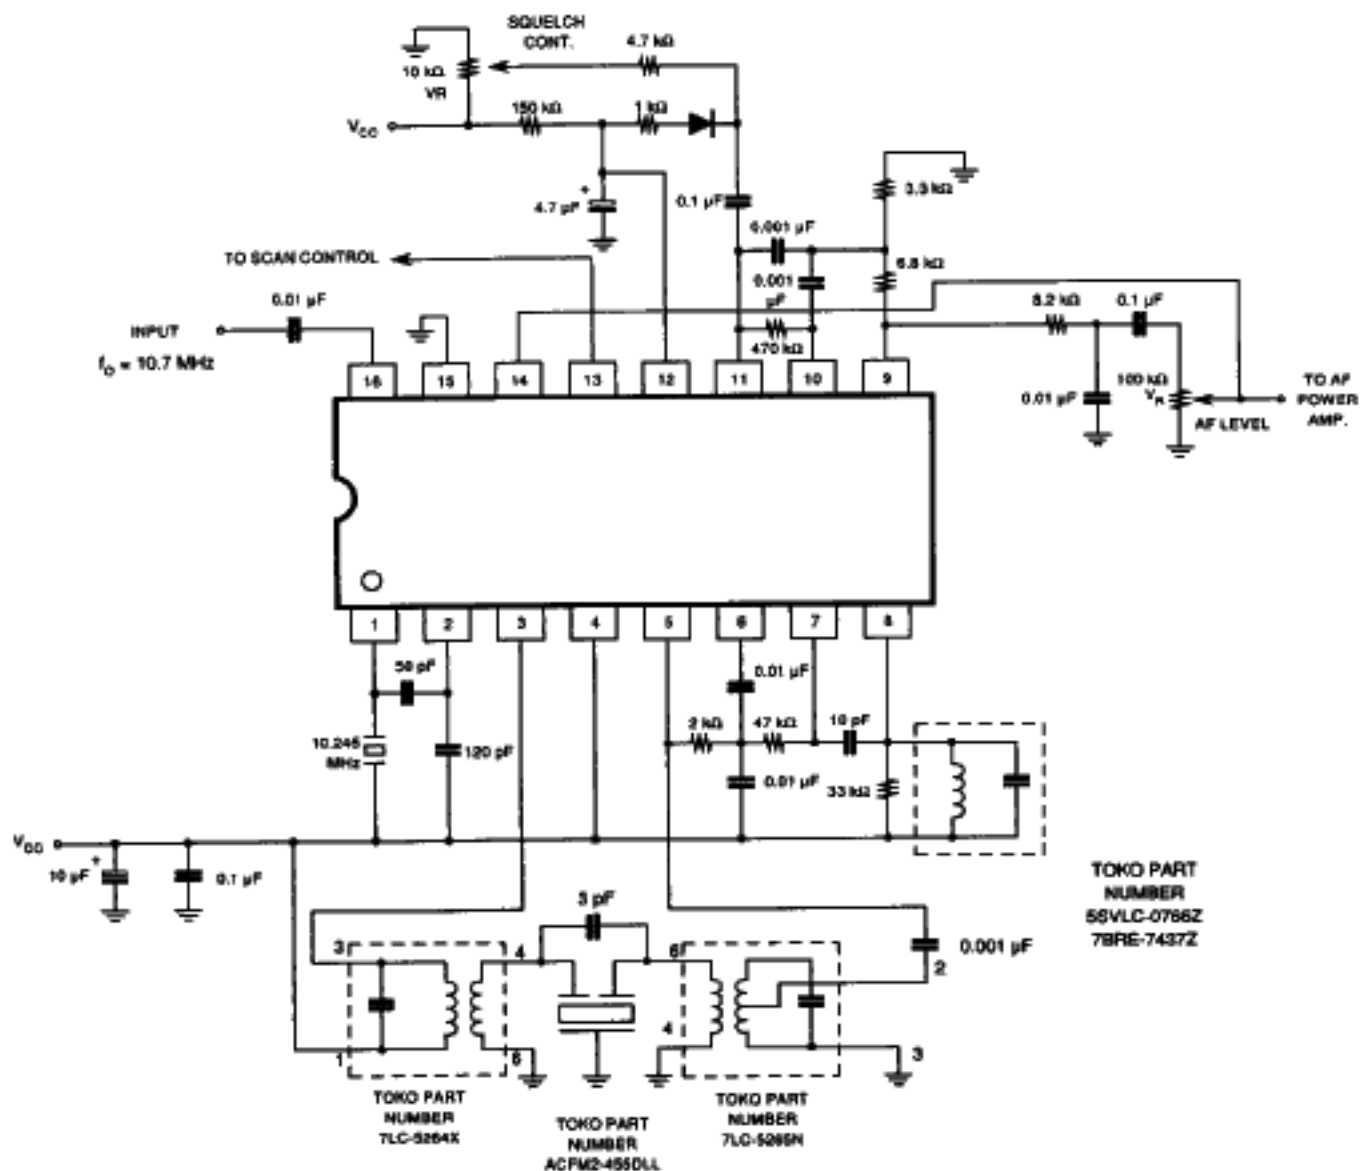 SQUELCH
CONT.
4.7 kΩ
10 kΩ
VR
150 kΩ
1 kΩ
VCC
4.7 µF
+
0.1 µF
3.3 kΩ
0.001 µF
TO SCAN CONTROL
0.001
µF
6.8 kΩ
0.01 µF
8.2 kΩ
0.1 µF
INPUT
fO = 10.7 MHz
470 kΩ
16
15
14
13
12
11
10
9
0.01 µF
100 kΩ
VR
AF LEVEL
TO AF
POWER
AMP.
1
2
3
4
5
6
7
8
0.01 µF
2 kΩ
47 kΩ
10 pF
MHz
120 pF
0.01 µF
33 kΩ
10 µF
+
0.1 µF
TOKO PART
NUMBER
5SVLC-0766Z
7BRE-7437Z
3 pF
3
4
6
0.001 µF
2
1
6
4
3
TOKO PART
NUMBER
7LC-5264X
TOKO PART
NUMBER
ACFM2-455DLL
TOKO PART
NUMBER
7LC-5265N